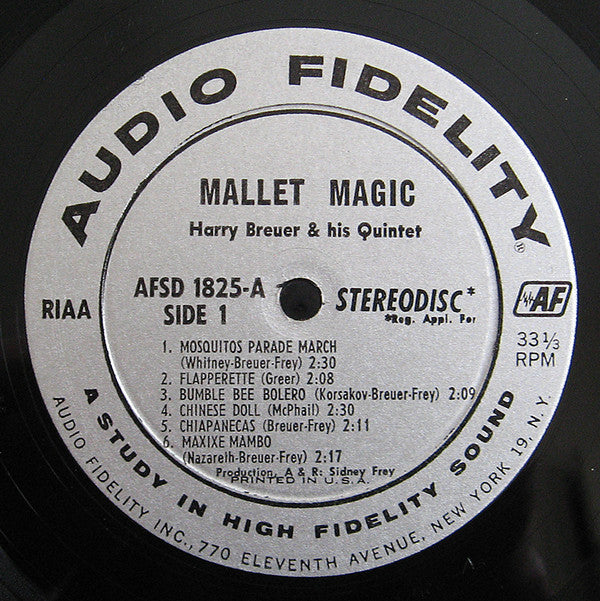 AUDIO FIDELITY®
MALLET MAGIC
Harry Breuer & his Quintet
RIAA
AFSD 1825-A
SIDE 1
STEREODISC*
*Reg. Appl. For
AF
33 1/3
RPM
1. MOSQUITOS PARADE MARCH
(Whitney-Breuer-Frey) 2:30
2. FLAPPERETTE (Greer) 2:08
3. BUMBLE BEE BOLERO (Korsakov-Breuer-Frey) 2:09
4. CHINESE DOLL (McPhail) 2:30
5. CHIAPANECAS (Breuer-Frey) 2:11
6. MAXIXE MAMBO
(Nazareth-Breuer-Frey) 2:17
Production, A & R: Sidney Frey
PRINTED IN U.S.A.
A STUDY IN HIGH FIDELITY SOUND
AUDIO FIDELITY INC., 770 ELEVENTH AVENUE, NEW YORK 19, N.Y.